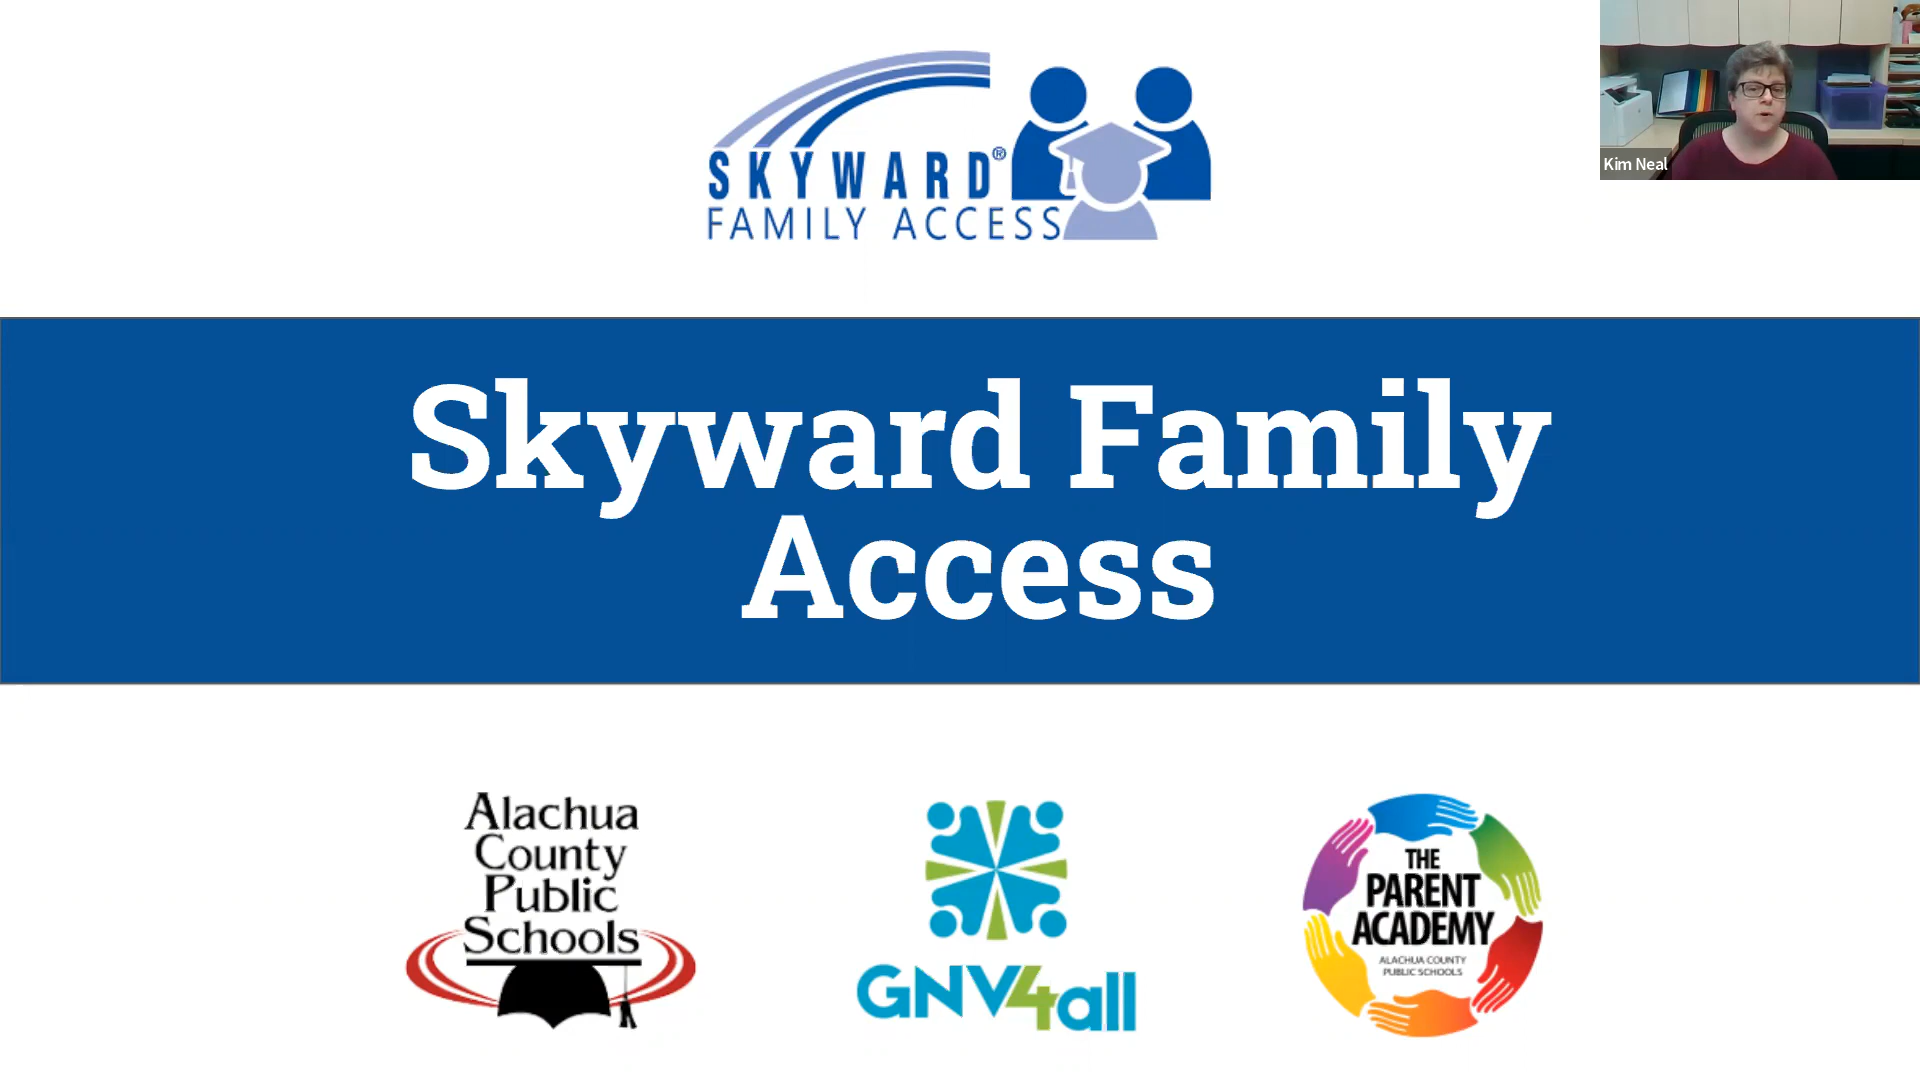 SKYWARD®
FAMILY ACCESS
Kim Neal
Skyward Family
Access
Alachua
County
Public
Schools
GNV4all
THE
PARENT
ACADEMY
ALACHUA COUNTY
PUBLIC SCHOOLS